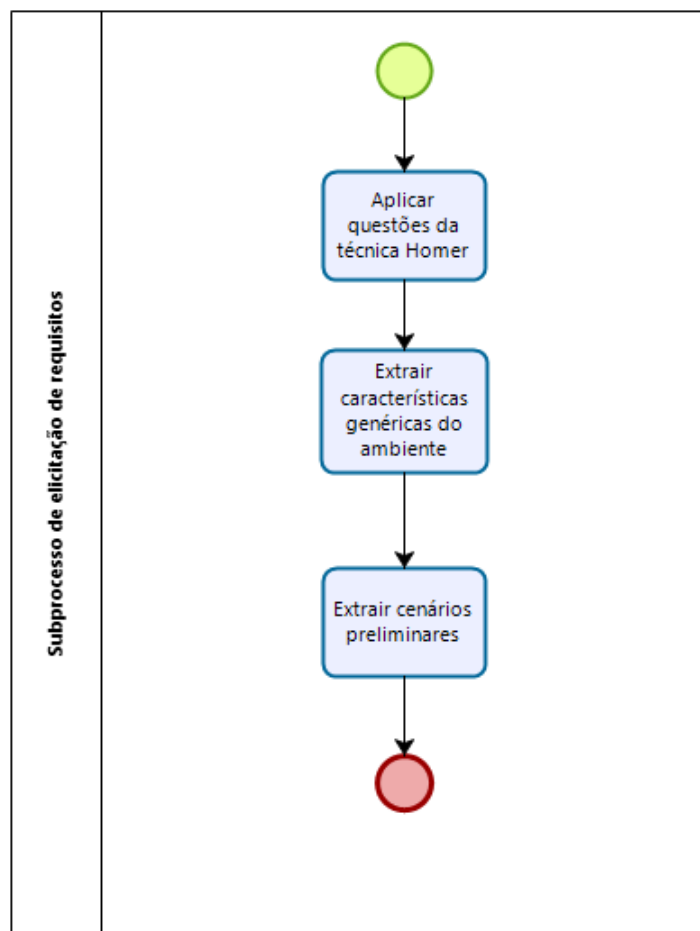 Subprocesso de elicitação de requisitos
Aplicar
questões da
técnica Homer
Extrair
características
genéricas do
ambiente
Extrair cenários
preliminares